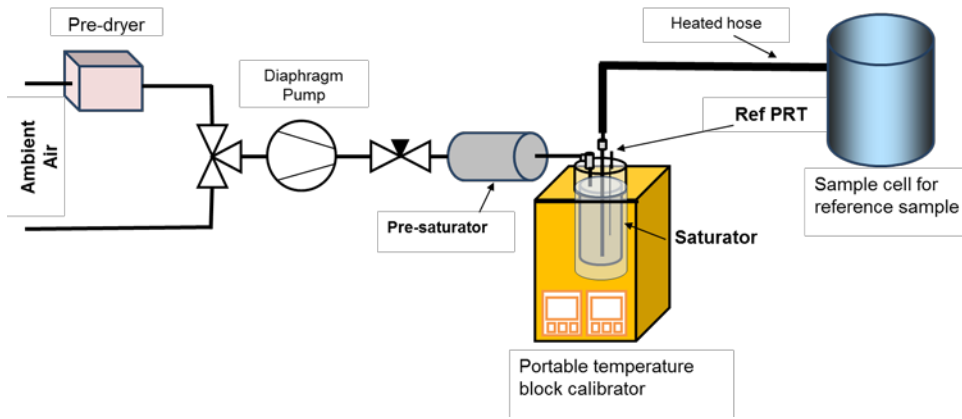 Pre-dryer
Diaphragm
Pump
Ambient
Air
Heated hose
Ref PRT
Sample cell for
reference sample
Pre-saturator
Saturator
Portable temperature
block calibrator